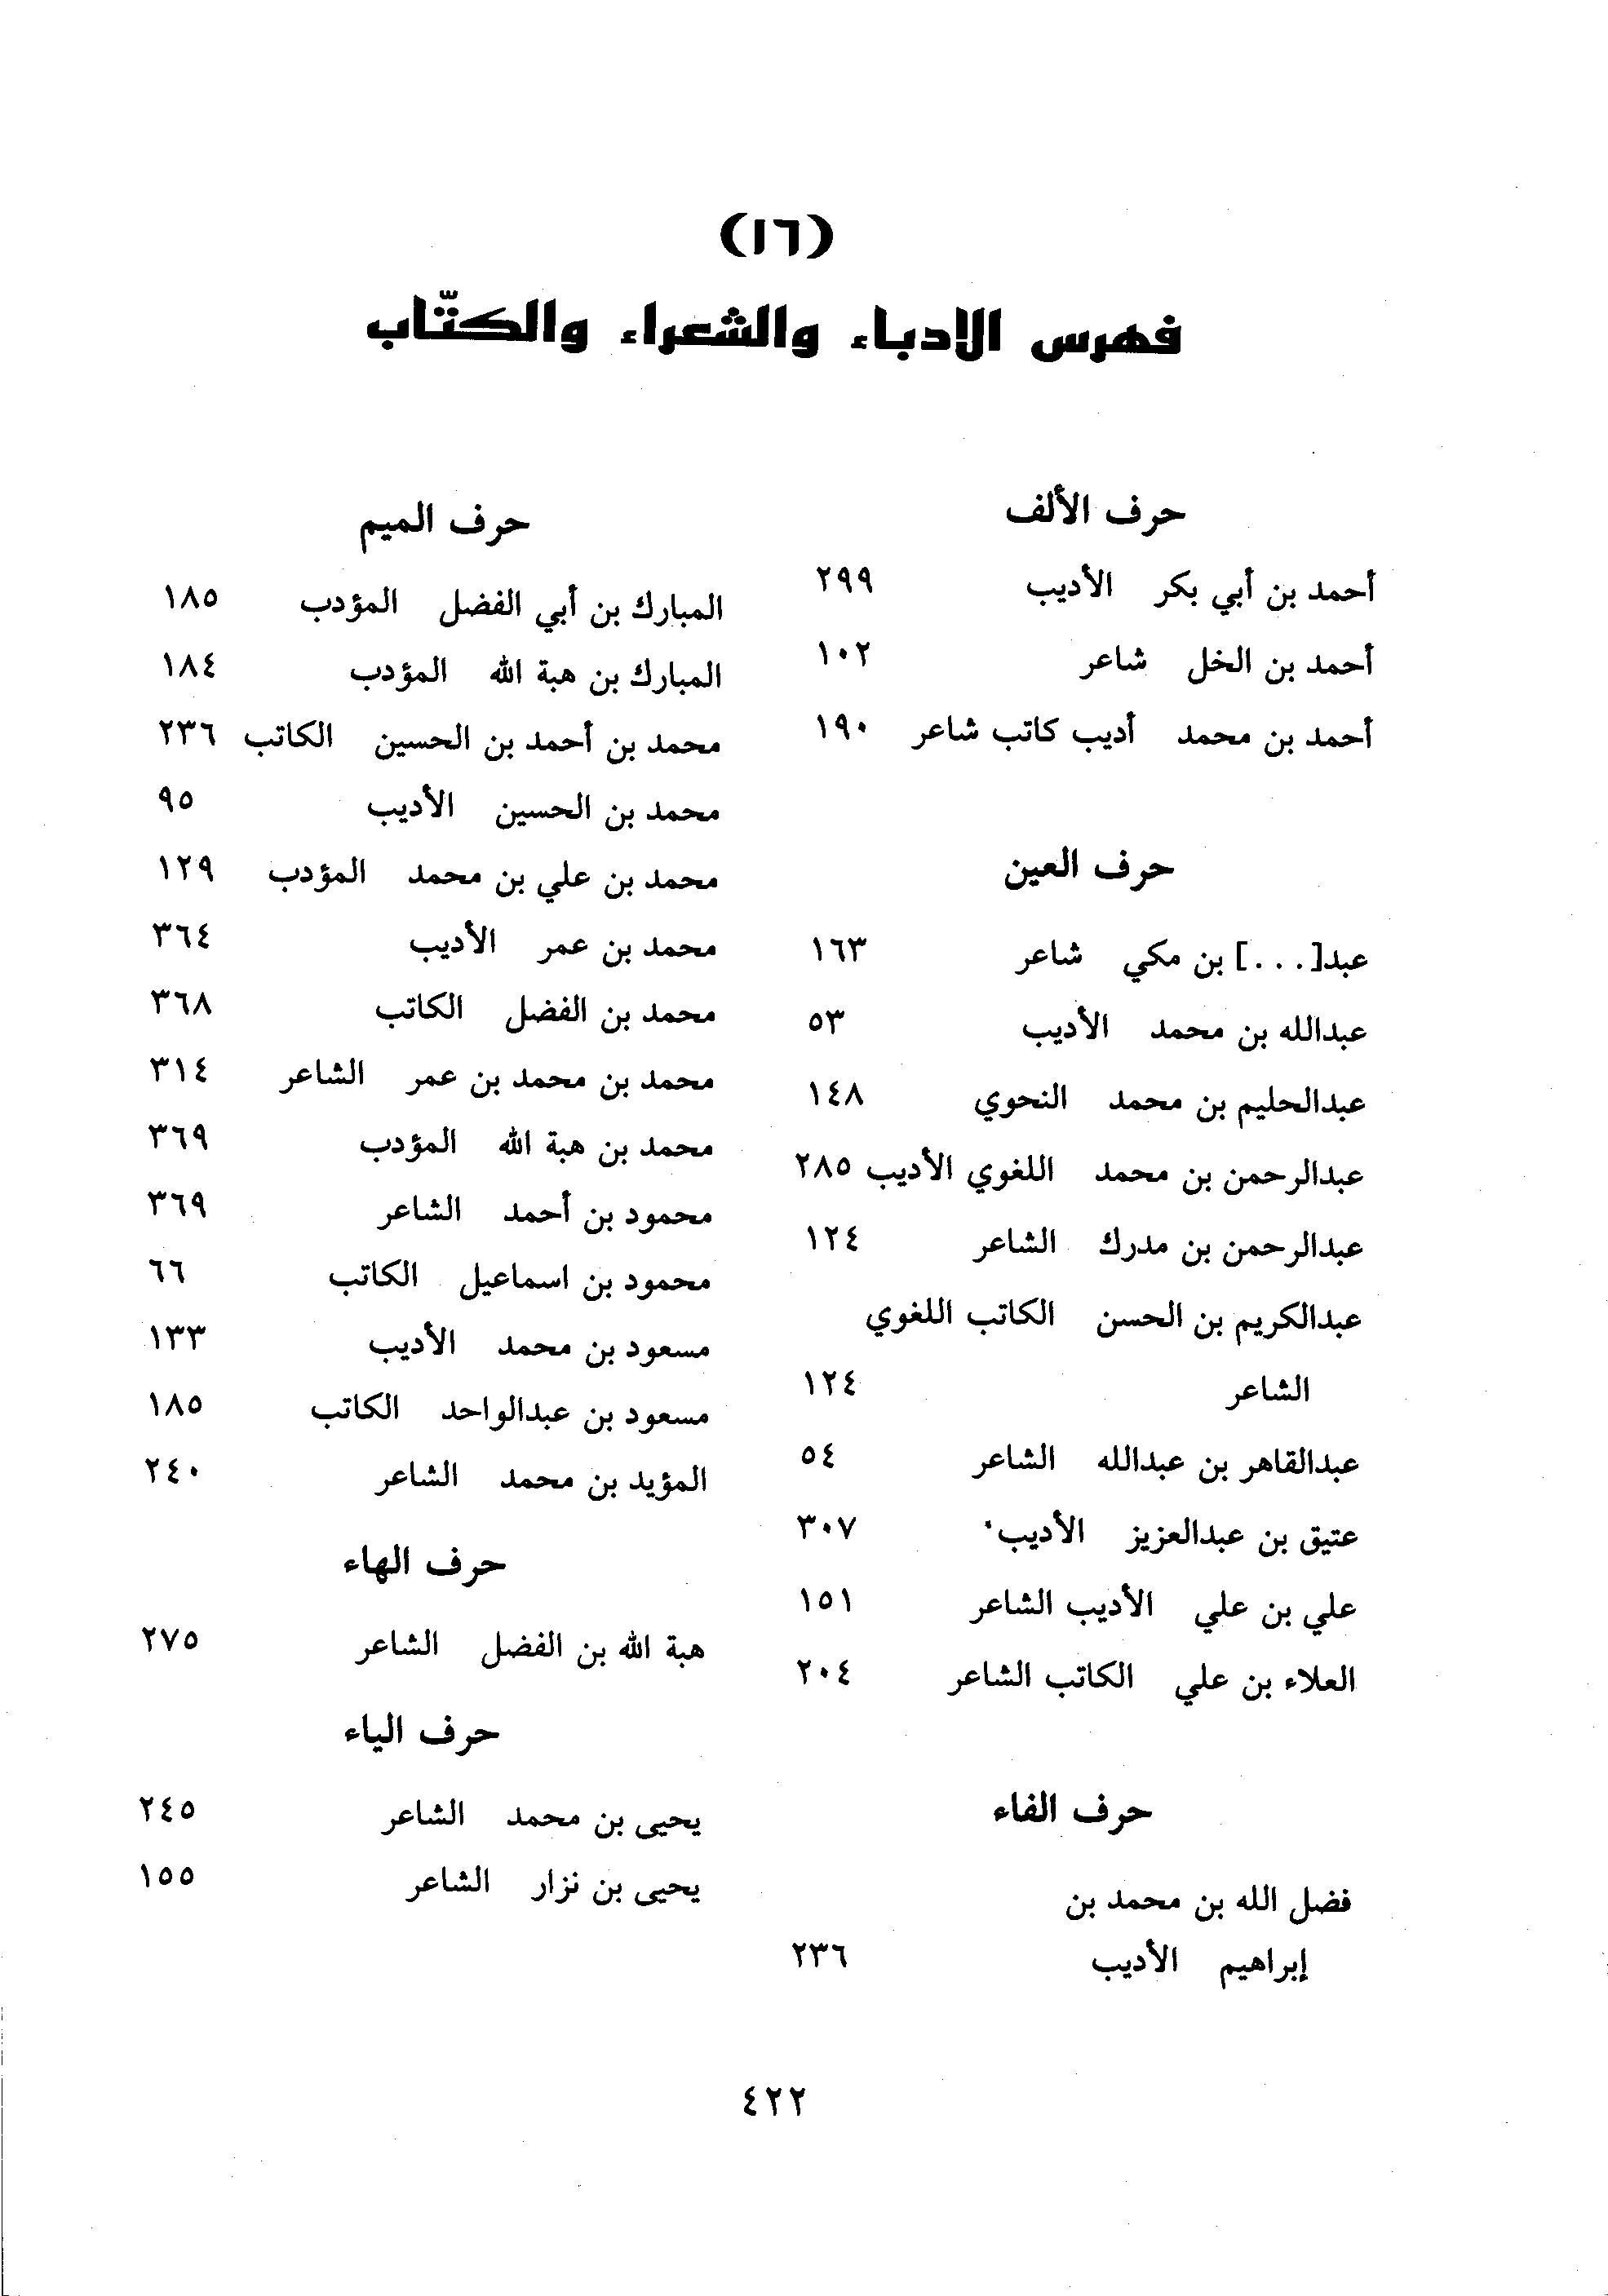 (١٦)
فهرس الادباء والشعراء والكتّاب
حرف الألف
أحمد بن أبي بكر الأديب ٢٩٩
أحمد بن الخل شاعر ١٠٢
أحمد بن محمد أديب كاتب شاعر ١٩٠
حرف العين
عبد[...] بن مكي شاعر ١٦٣
عبدالله بن محمد الأديب ٥٣
عبدالحليم بن محمد النحوي ١٤٨
عبدالرحمن بن محمد اللغوي الأديب ٢٨٥
عبدالرحمن بن مدرك الشاعر ١٢٤
عبدالكريم بن الحسن الكاتب اللغوي
الشاعر ١٢٤
عبدالقاهر بن عبدالله الشاعر ٥٤
عتيق بن عبدالعزيز الأديب ٣٠٧
علي بن علي الأديب الشاعر ١٥١
العلاء بن علي الكاتب الشاعر ٢٠٤
حرف الفاء
فضل الله بن محمد بن
إبراهيم الأديب ٢٣٦
حرف الميم
المبارك بن أبي الفضل المؤدب ١٨٥
المبارك بن هبة الله المؤدب ١٨٤
محمد بن أحمد بن الحسين الكاتب ٢٣٦
محمد بن الحسين الأديب ٩٥
محمد بن علي بن محمد المؤدب ١٢٩
محمد بن عمر الأديب ٣٦٤
محمد بن الفضل الكاتب ٣٦٨
محمد بن محمد بن عمر الشاعر ٣١٤
محمد بن هبة الله المؤدب ٣٦٩
محمود بن أحمد الشاعر ٣٦٩
محمود بن اسماعيل الكاتب ٦٦
مسعود بن محمد الأديب ١٣٣
مسعود بن عبدالواحد الكاتب ١٨٥
المؤيد بن محمد الشاعر ٢٤٠
حرف الهاء
هبة الله بن الفضل الشاعر ٢٧٥
حرف الياء
يحيى بن محمد الشاعر ٢٤٥
يحيى بن نزار الشاعر ١٥٥
٤٢٢